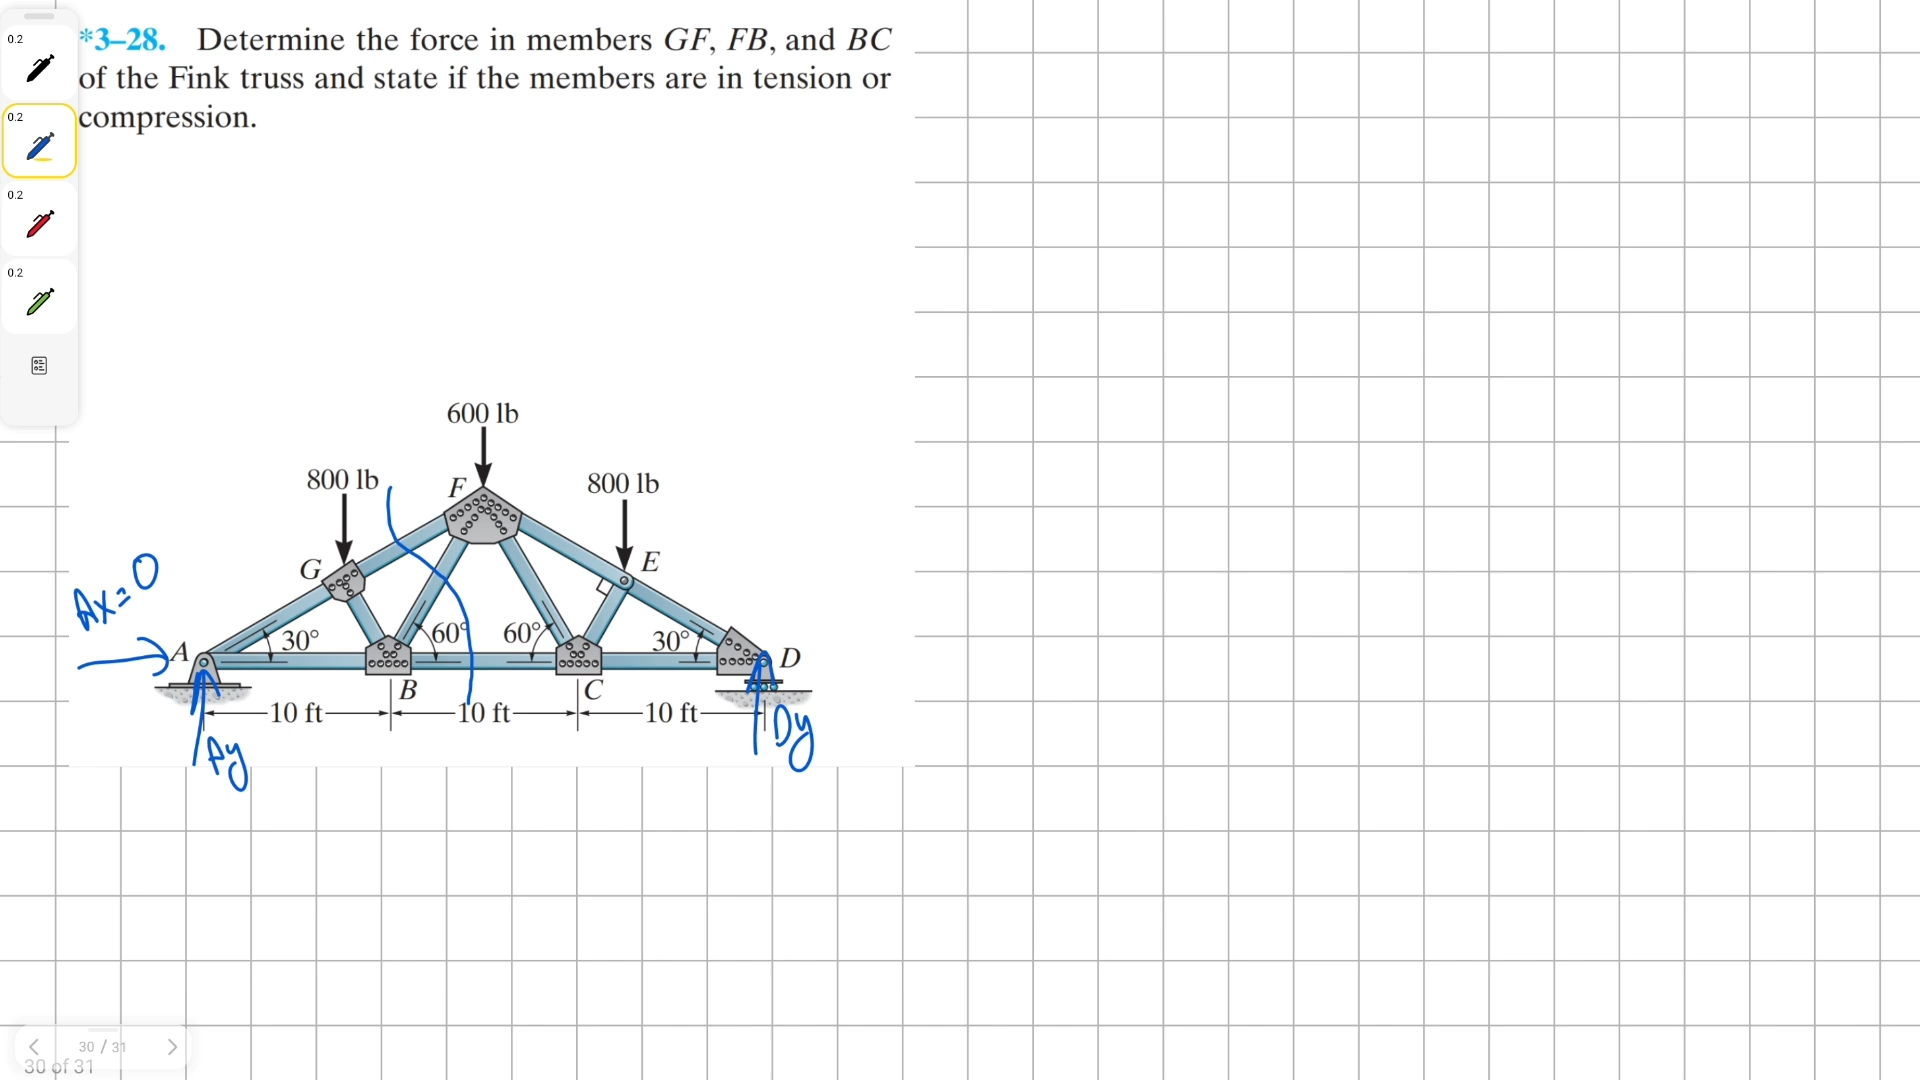 0.2
0.2
0.2
0.2
*3–28. Determine the force in members GF, FB, and BC
of the Fink truss and state if the members are in tension or
compression.
600 lb
800 lb
F
800 lb
G
E
Ax=0
A
30°
60°
60°
30°
D
B
C
10 ft
10 ft
10 ft
Ay
Dy
30 / 31
30 of 31